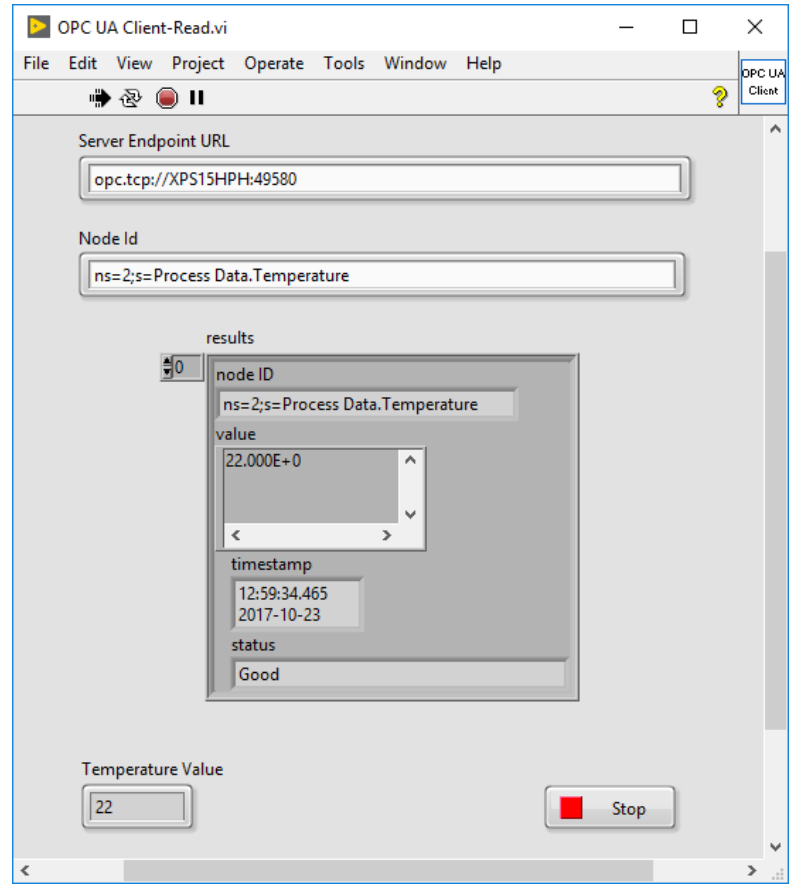 OPC UA Client-Read.vi
File Edit View Project Operate Tools Window Help
OPC UA
Client
Server Endpoint URL
opc.tcp://XPS15HPH:49580
Node Id
ns=2;s=Process Data.Temperature
results
0
node ID
ns=2;s=Process Data.Temperature
value
22.000E+0
timestamp
12:59:34.465
2017-10-23
status
Good
Temperature Value
22
Stop